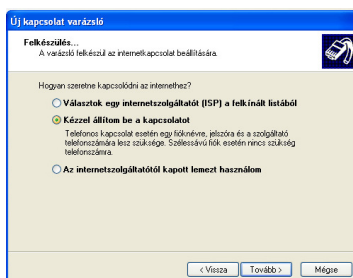 Új kapcsolat varázsló
Felkészülés...
A varázsló felkészül az internetkapcsolat beállítására.
Hogyan szeretne kapcsolódni az internethez?
Választok egy internetszolgáltatót (ISP) a felkínált listából
Kézzel állítom be a kapcsolatot
Telefonos kapcsolat esetén egy fióknévre, jelszóra és a szolgáltató
telefonszámára lesz szüksége. Szélessávú fiók esetén nincs szükség
telefonszámra.
Az internetszolgáltatótól kapott lemezt használom
< Vissza Tovább > Mégse